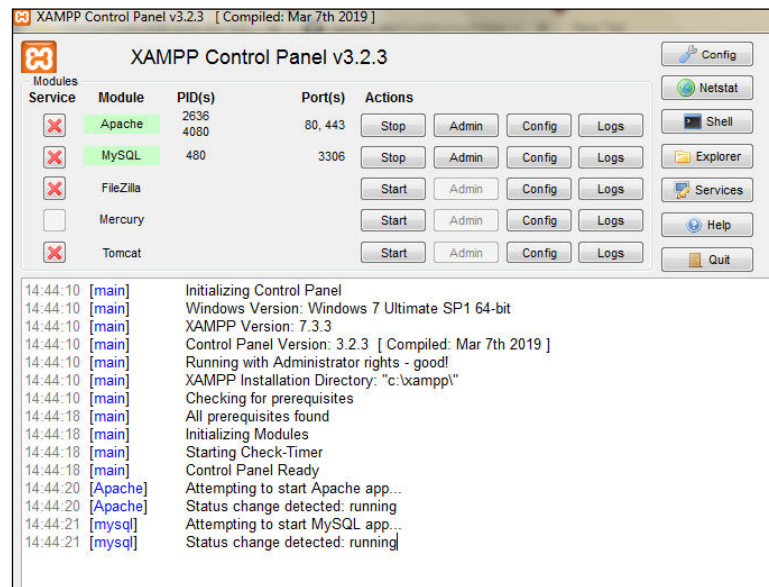 XAMPP Control Panel v3.2.3 [ Compiled: Mar 7th 2019 ]
XAMPP Control Panel v3.2.3
Config
Modules
Service Module PID(s) Port(s) Actions
Netstat
Apache 2636 4080 80, 443 Stop Admin Config Logs
Shell
MySQL 480 3306 Stop Admin Config Logs
Explorer
FileZilla Start Admin Config Logs
Services
Mercury Start Admin Config Logs
Help
Tomcat Start Admin Config Logs
Quit
14:44:10 [main] Initializing Control Panel
14:44:10 [main] Windows Version: Windows 7 Ultimate SP1 64-bit
14:44:10 [main] XAMPP Version: 7.3.3
14:44:10 [main] Control Panel Version: 3.2.3 [ Compiled: Mar 7th 2019 ]
14:44:10 [main] Running with Administrator rights - good!
14:44:10 [main] XAMPP Installation Directory: "c:\xampp\"
14:44:10 [main] Checking for prerequisites
14:44:18 [main] All prerequisites found
14:44:18 [main] Initializing Modules
14:44:18 [main] Starting Check-Timer
14:44:18 [main] Control Panel Ready
14:44:20 [Apache] Attempting to start Apache app...
14:44:20 [Apache] Status change detected: running
14:44:21 [mysql] Attempting to start MySQL app...
14:44:21 [mysql] Status change detected: running